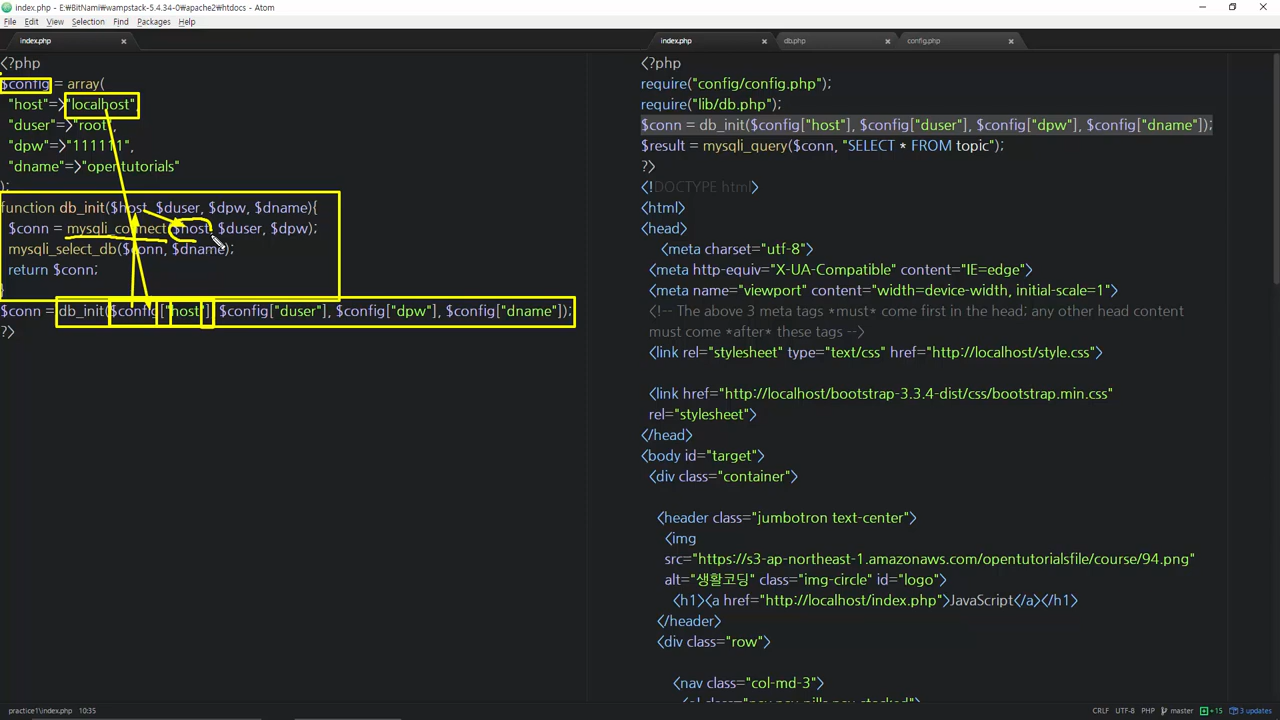 index.php - E:₩BitNami₩wampstack-5.4.34-0₩apache2₩htdocs - Atom
File Edit View Selection Find Packages Help
index.php
<?php
$config = array(
"host"=>"localhost",
"duser"=>"root",
"dpw"=>"111111",
"dname"=>"opentutorials"
);
function db_init($host, $duser, $dpw, $dname){
$conn = mysqli_connect($host, $duser, $dpw);
mysqli_select_db($conn, $dname);
return $conn;
}
$conn = db_init($config["host"], $config["duser"], $config["dpw"], $config["dname"]);
?>
index.php db.php config.php
<?php
require("config/config.php");
require("lib/db.php");
$conn = db_init($config["host"], $config["duser"], $config["dpw"], $config["dname"]);
$result = mysqli_query($conn, "SELECT * FROM topic");
?>
<!DOCTYPE html>
<html>
<head>
<meta charset="utf-8">
<meta http-equiv="X-UA-Compatible" content="IE=edge">
<meta name="viewport" content="width=device-width, initial-scale=1">
<!-- The above 3 meta tags *must* come first in the head; any other head content
must come *after* these tags -->
<link rel="stylesheet" type="text/css" href="http://localhost/style.css">
<link href="http://localhost/bootstrap-3.3.4-dist/css/bootstrap.min.css"
rel="stylesheet">
</head>
<body id="target">
<div class="container">
<header class="jumbotron text-center">
<img
src="https://s3-ap-northeast-1.amazonaws.com/opentutorialsfile/course/94.png"
alt="생활코딩" class="img-circle" id="logo">
<h1><a href="http://localhost/index.php">JavaScript</a></h1>
</header>
<div class="row">
<nav class="col-md-3">
practice1₩index.php 10:35 CRLF UTF-8 PHP master +15 3 updates